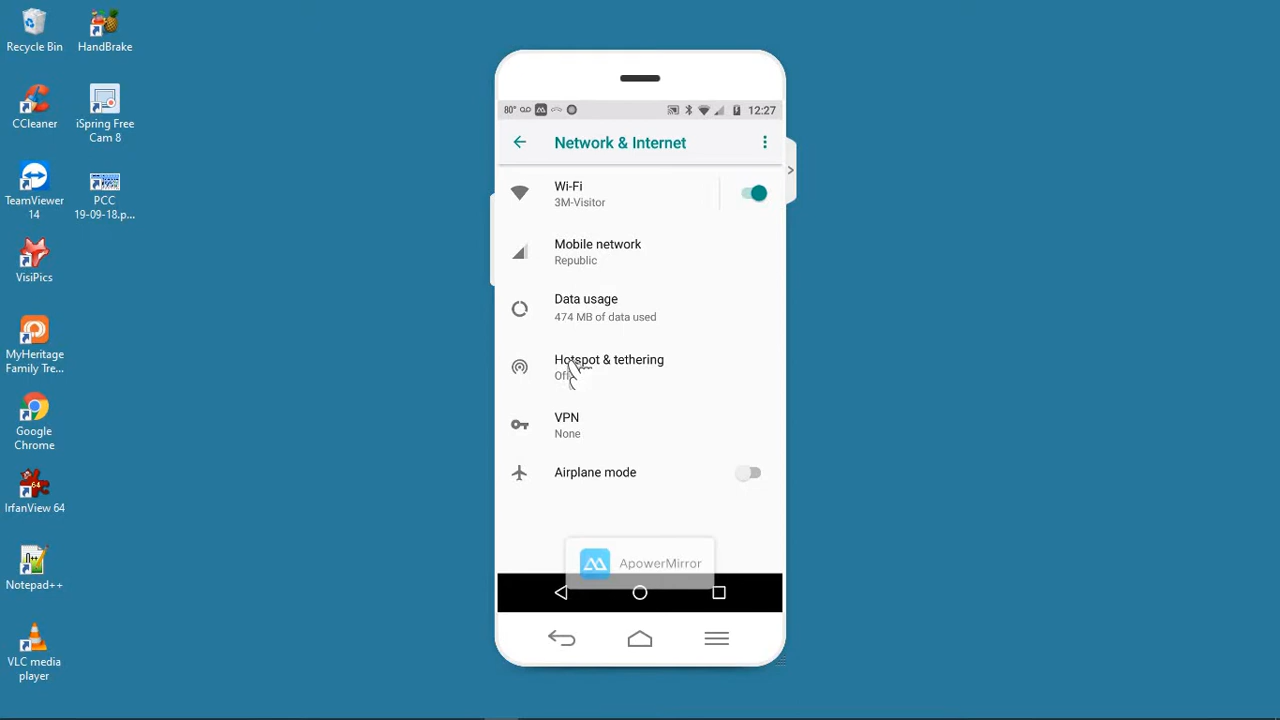 Recycle Bin
HandBrake
CCleaner
iSpring Free
Cam 8
TeamViewer
14
PCC
19-09-18.p...
VisiPics
MyHeritage
Family Tre...
Google
Chrome
IrfanView 64
Notepad++
VLC media
player
80°
12:27
Network & Internet
Wi-Fi
3M-Visitor
Mobile network
Republic
Data usage
474 MB of data used
Hotspot & tethering
Off
VPN
None
Airplane mode
ApowerMirror